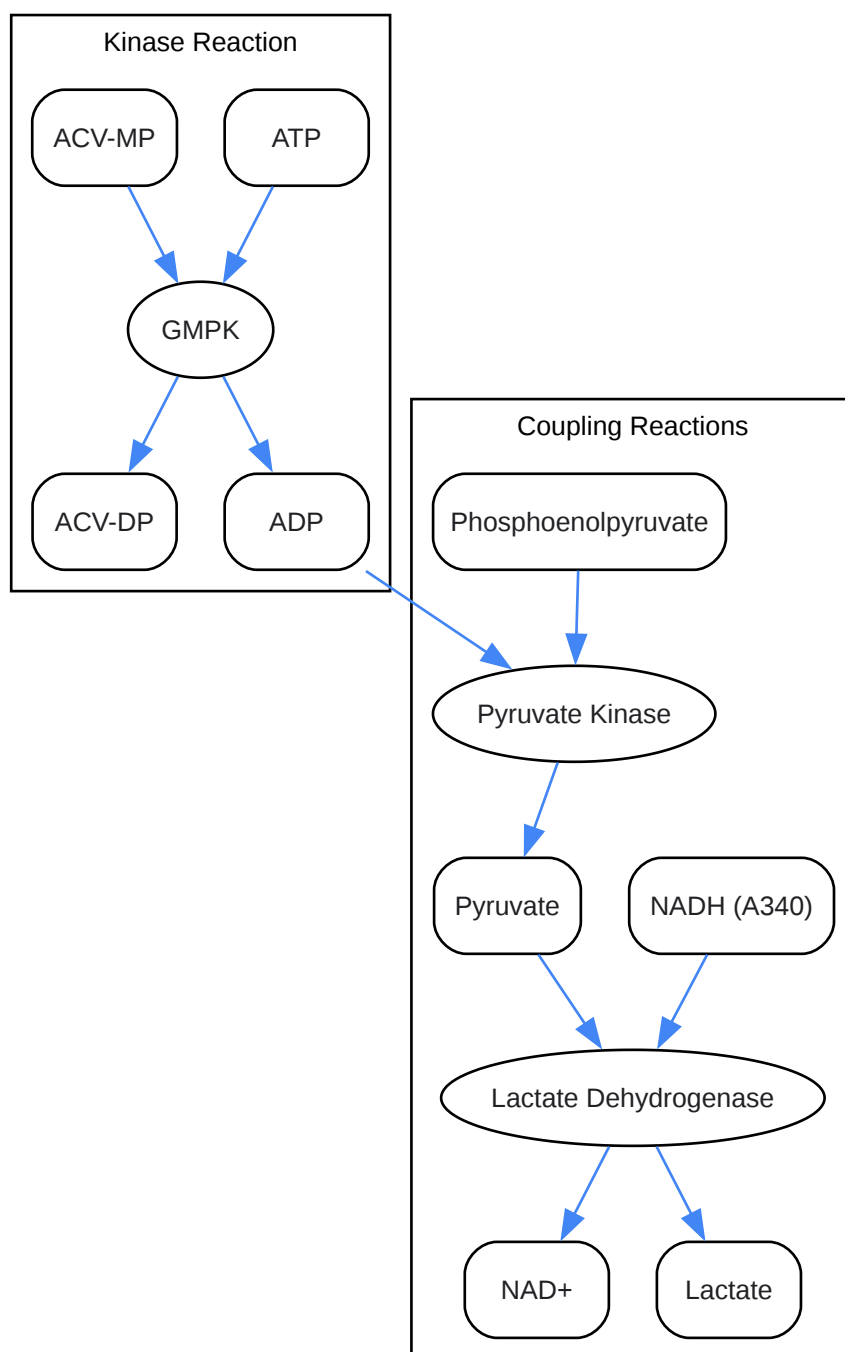 Kinase Reaction
ACV-MP
ATP
GMPK
ACV-DP
ADP
Coupling Reactions
Phosphoenolpyruvate
Pyruvate Kinase
Pyruvate
NADH (A340)
Lactate Dehydrogenase
NAD+
Lactate